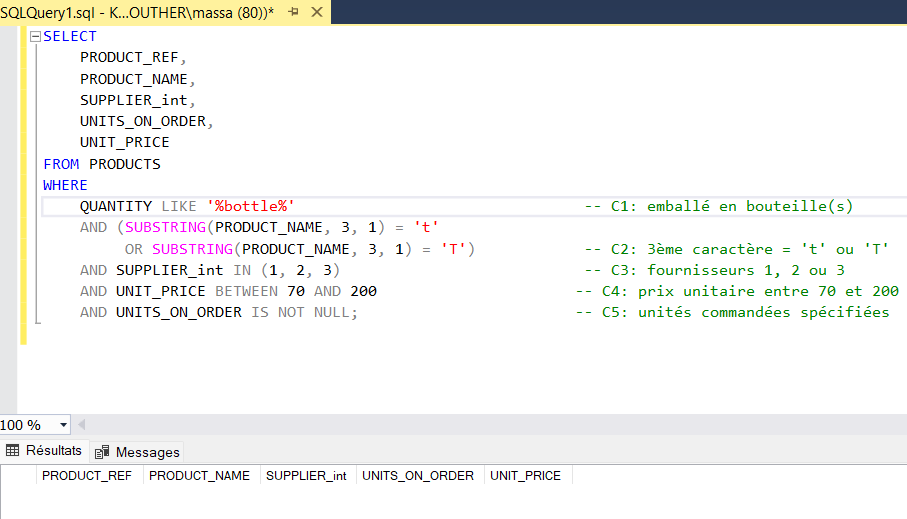 SQLQuery1.sql - K...OUTHER\massa (80))*
SELECT
PRODUCT_REF,
PRODUCT_NAME,
SUPPLIER_int,
UNITS_ON_ORDER,
UNIT_PRICE
FROM PRODUCTS
WHERE
QUANTITY LIKE '%bottle%' -- C1: emballé en bouteille(s)
AND (SUBSTRING(PRODUCT_NAME, 3, 1) = 't'
OR SUBSTRING(PRODUCT_NAME, 3, 1) = 'T') -- C2: 3ème caractère = 't' ou 'T'
AND SUPPLIER_int IN (1, 2, 3) -- C3: fournisseurs 1, 2 ou 3
AND UNIT_PRICE BETWEEN 70 AND 200 -- C4: prix unitaire entre 70 et 200
AND UNITS_ON_ORDER IS NOT NULL; -- C5: unités commandées spécifiées
100 %
Résultats Messages
PRODUCT_REF PRODUCT_NAME SUPPLIER_int UNITS_ON_ORDER UNIT_PRICE